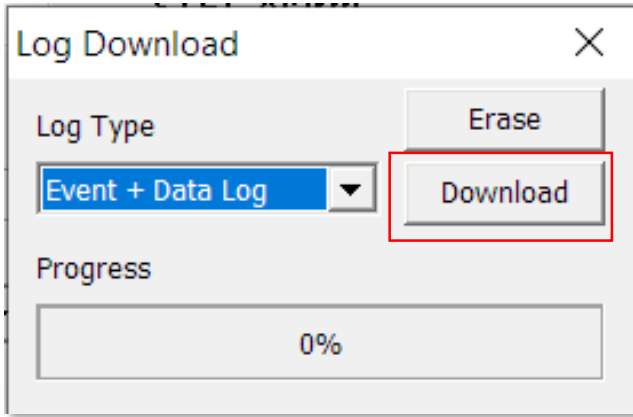 Log Download
Log Type
Erase
Event + Data Log
Download
Progress
0%